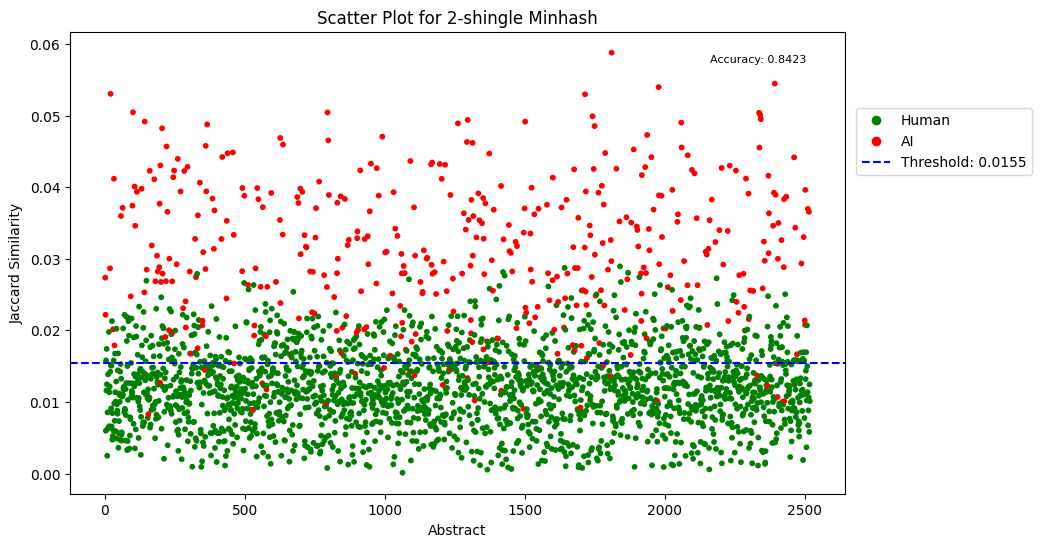 Scatter Plot for 2-shingle Minhash
0.06
Accuracy: 0.8423
0.05
Human
AI
Threshold: 0.0155
0.04
Jaccard Similarity
0.03
0.02
0.01
0.00
0 500 1000 1500 2000 2500
Abstract